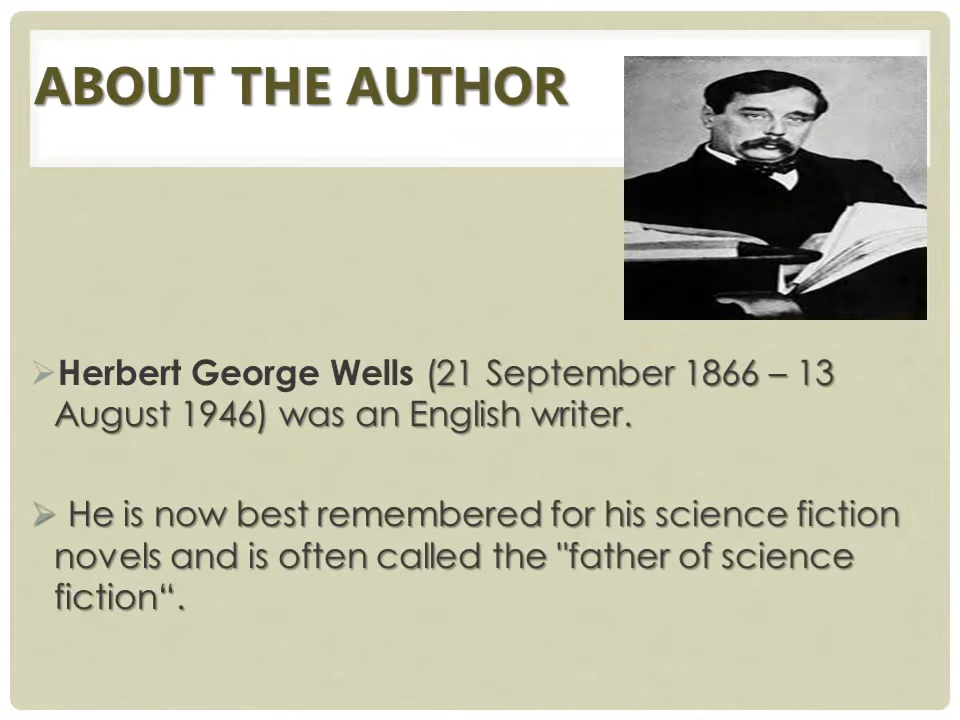 ABOUT THE AUTHOR
➢Herbert George Wells (21 September 1866 – 13
August 1946) was an English writer.
➢ He is now best remembered for his science fiction
novels and is often called the "father of science
fiction“.